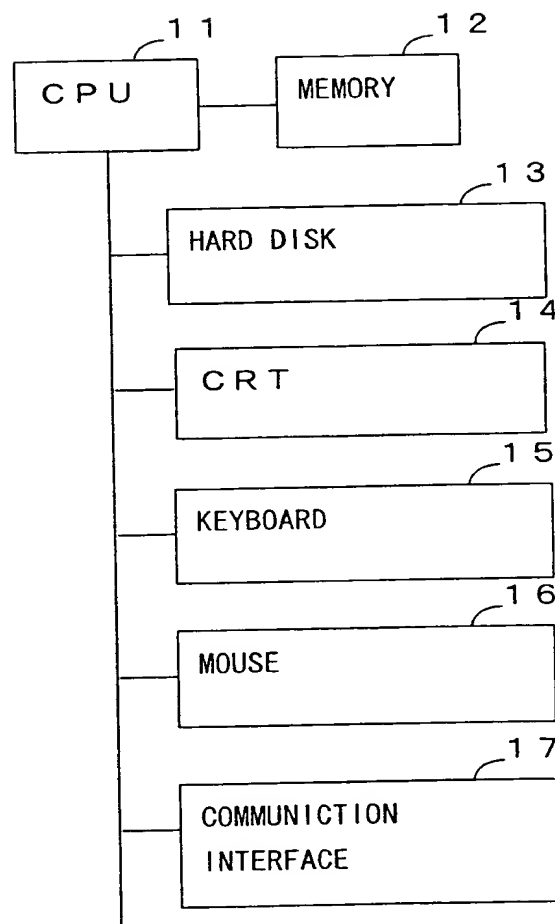 11
CPU
12
MEMORY
13
HARD DISK
14
CRT
15
KEYBOARD
16
MOUSE
17
COMMUNICTION
INTERFACE